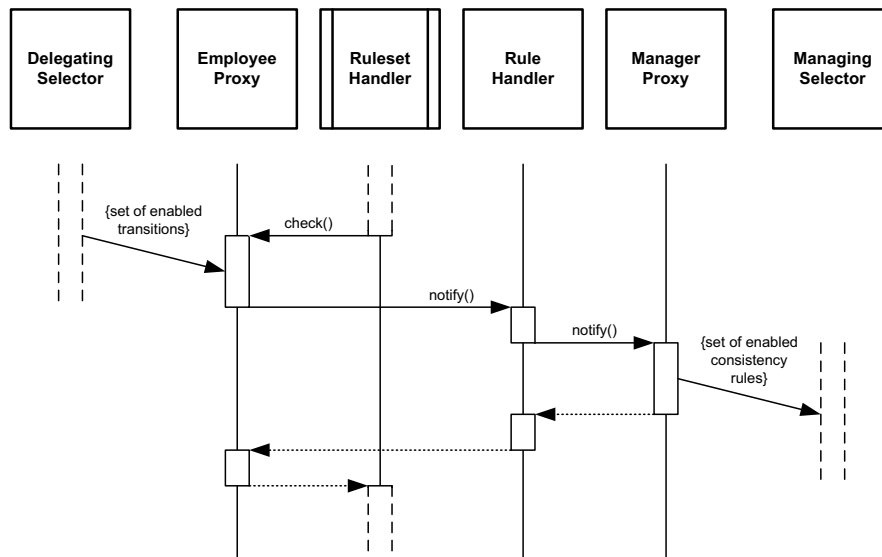 Delegating
Selector
Employee
Proxy
Ruleset
Handler
Rule
Handler
Manager
Proxy
Managing
Selector
{set of enabled
transitions}
check()
notify()
notify()
{set of enabled
consistency
rules}